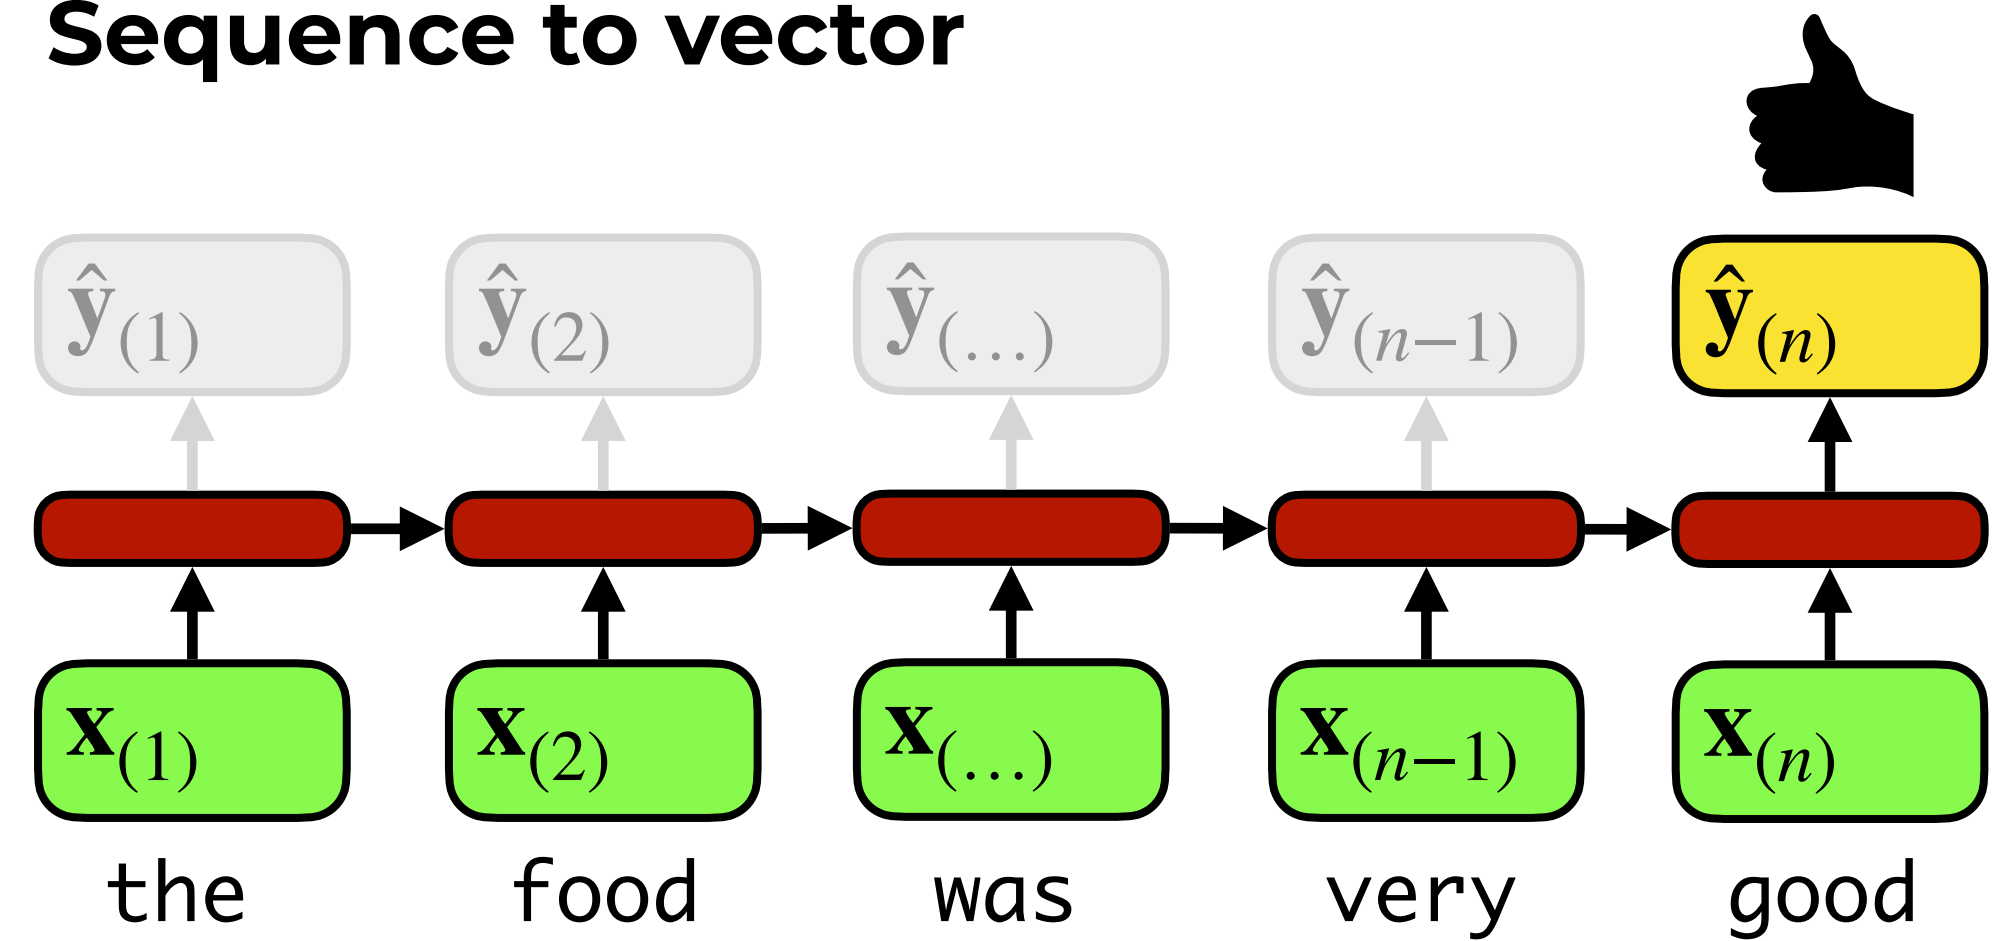 Sequence to vector
ŷ(1) ŷ(2) ŷ(…) ŷ(n−1) ŷ(n)
x(1) x(2) x(…) x(n−1) x(n)
the food was very good